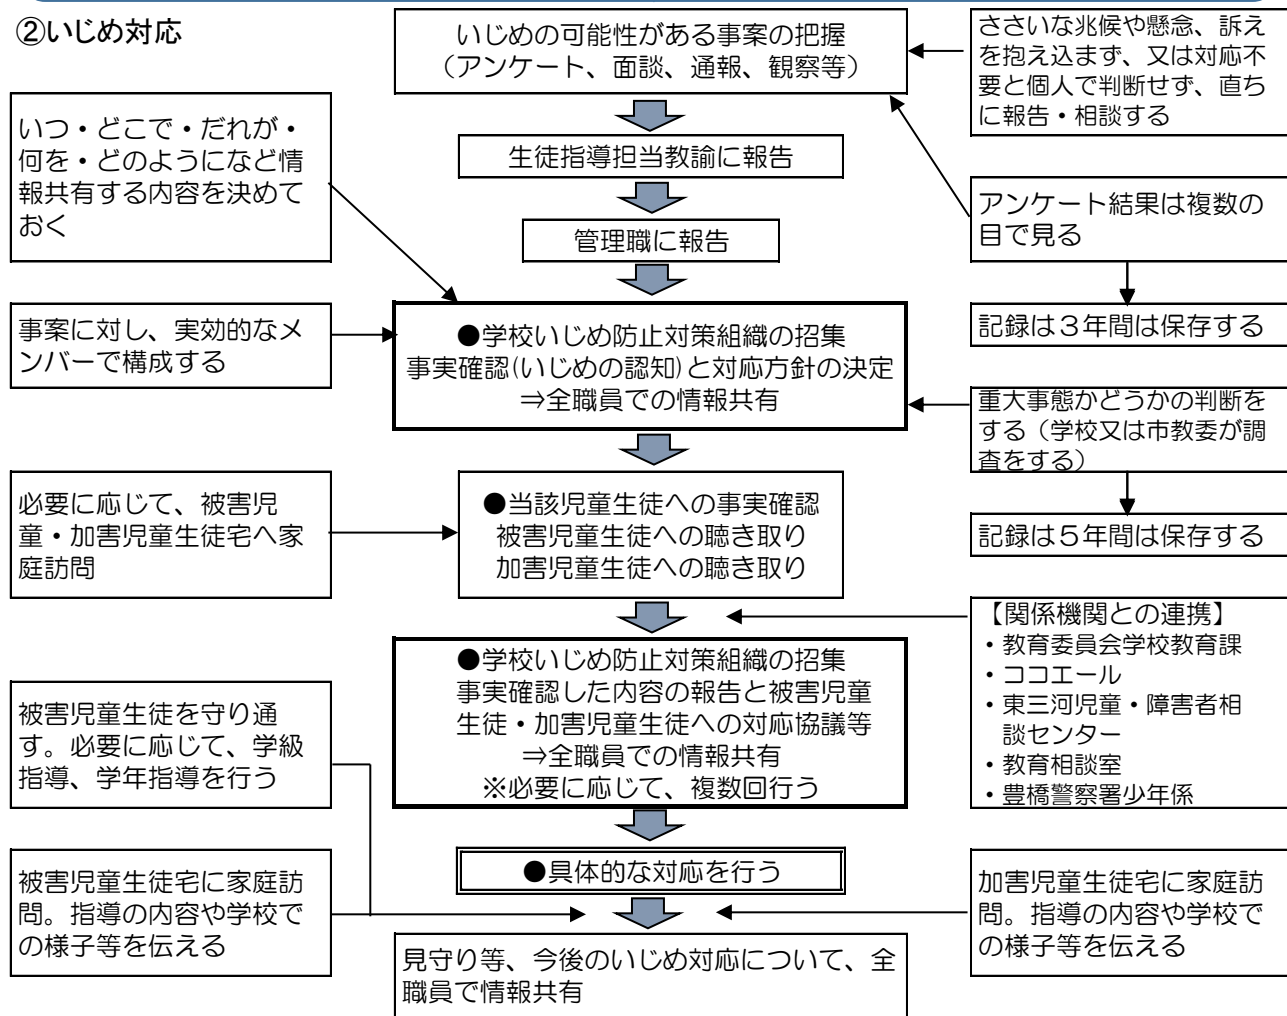 ②いじめ対応
いじめの可能性がある事案の把握
（アンケート、面談、通報、観察等）
ささいな兆候や懸念、訴え
を抱え込まず、又は対応不
要と個人で判断せず、直ち
に報告・相談する
いつ・どこで・だれが・
何を・どのようになど情
報共有する内容を決めて
おく
生徒指導担当教諭に報告
アンケート結果は複数の
目で見る
管理職に報告
記録は３年間は保存する
事案に対し、実効的なメ
ンバーで構成する
●学校いじめ防止対策組織の招集
事実確認(いじめの認知)と対応方針の決定
⇒全職員での情報共有
重大事態かどうかの判断を
する（学校又は市教委が調
査をする）
記録は５年間は保存する
必要に応じて、被害児
童・加害児童生徒宅へ家
庭訪問
●当該児童生徒への事実確認
被害児童生徒への聴き取り
加害児童生徒への聴き取り
【関係機関との連携】
・教育委員会学校教育課
・ココエール
・東三河児童・障害者相
談センター
・教育相談室
・豊橋警察署少年係
●学校いじめ防止対策組織の招集
事実確認した内容の報告と被害児童
生徒・加害児童生徒への対応協議等
⇒全職員での情報共有
※必要に応じて、複数回行う
被害児童生徒を守り通
す。必要に応じて、学級
指導、学年指導を行う
●具体的な対応を行う
被害児童生徒宅に家庭訪
問。指導の内容や学校で
の様子等を伝える
加害児童生徒宅に家庭訪
問。指導の内容や学校で
の様子等を伝える
見守り等、今後のいじめ対応について、全
職員で情報共有